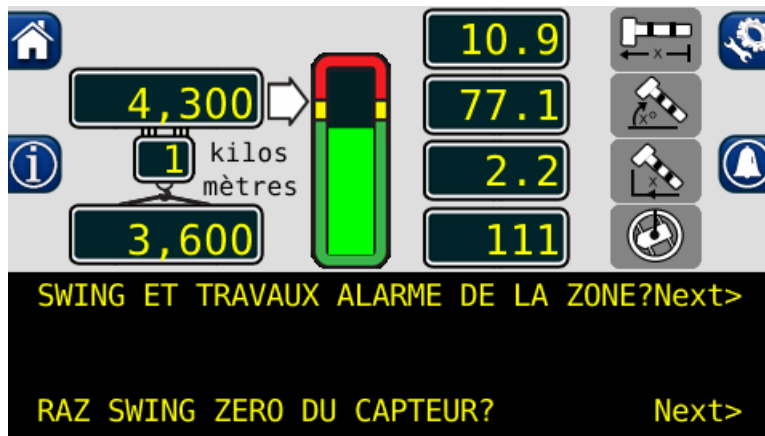 10.9
4,300
77.1
x
x°
1
kilos
mètres
2.2
x
3,600
111
SWING ET TRAVAUX ALARME DE LA ZONE?Next>
RAZ SWING ZERO DU CAPTEUR? Next>